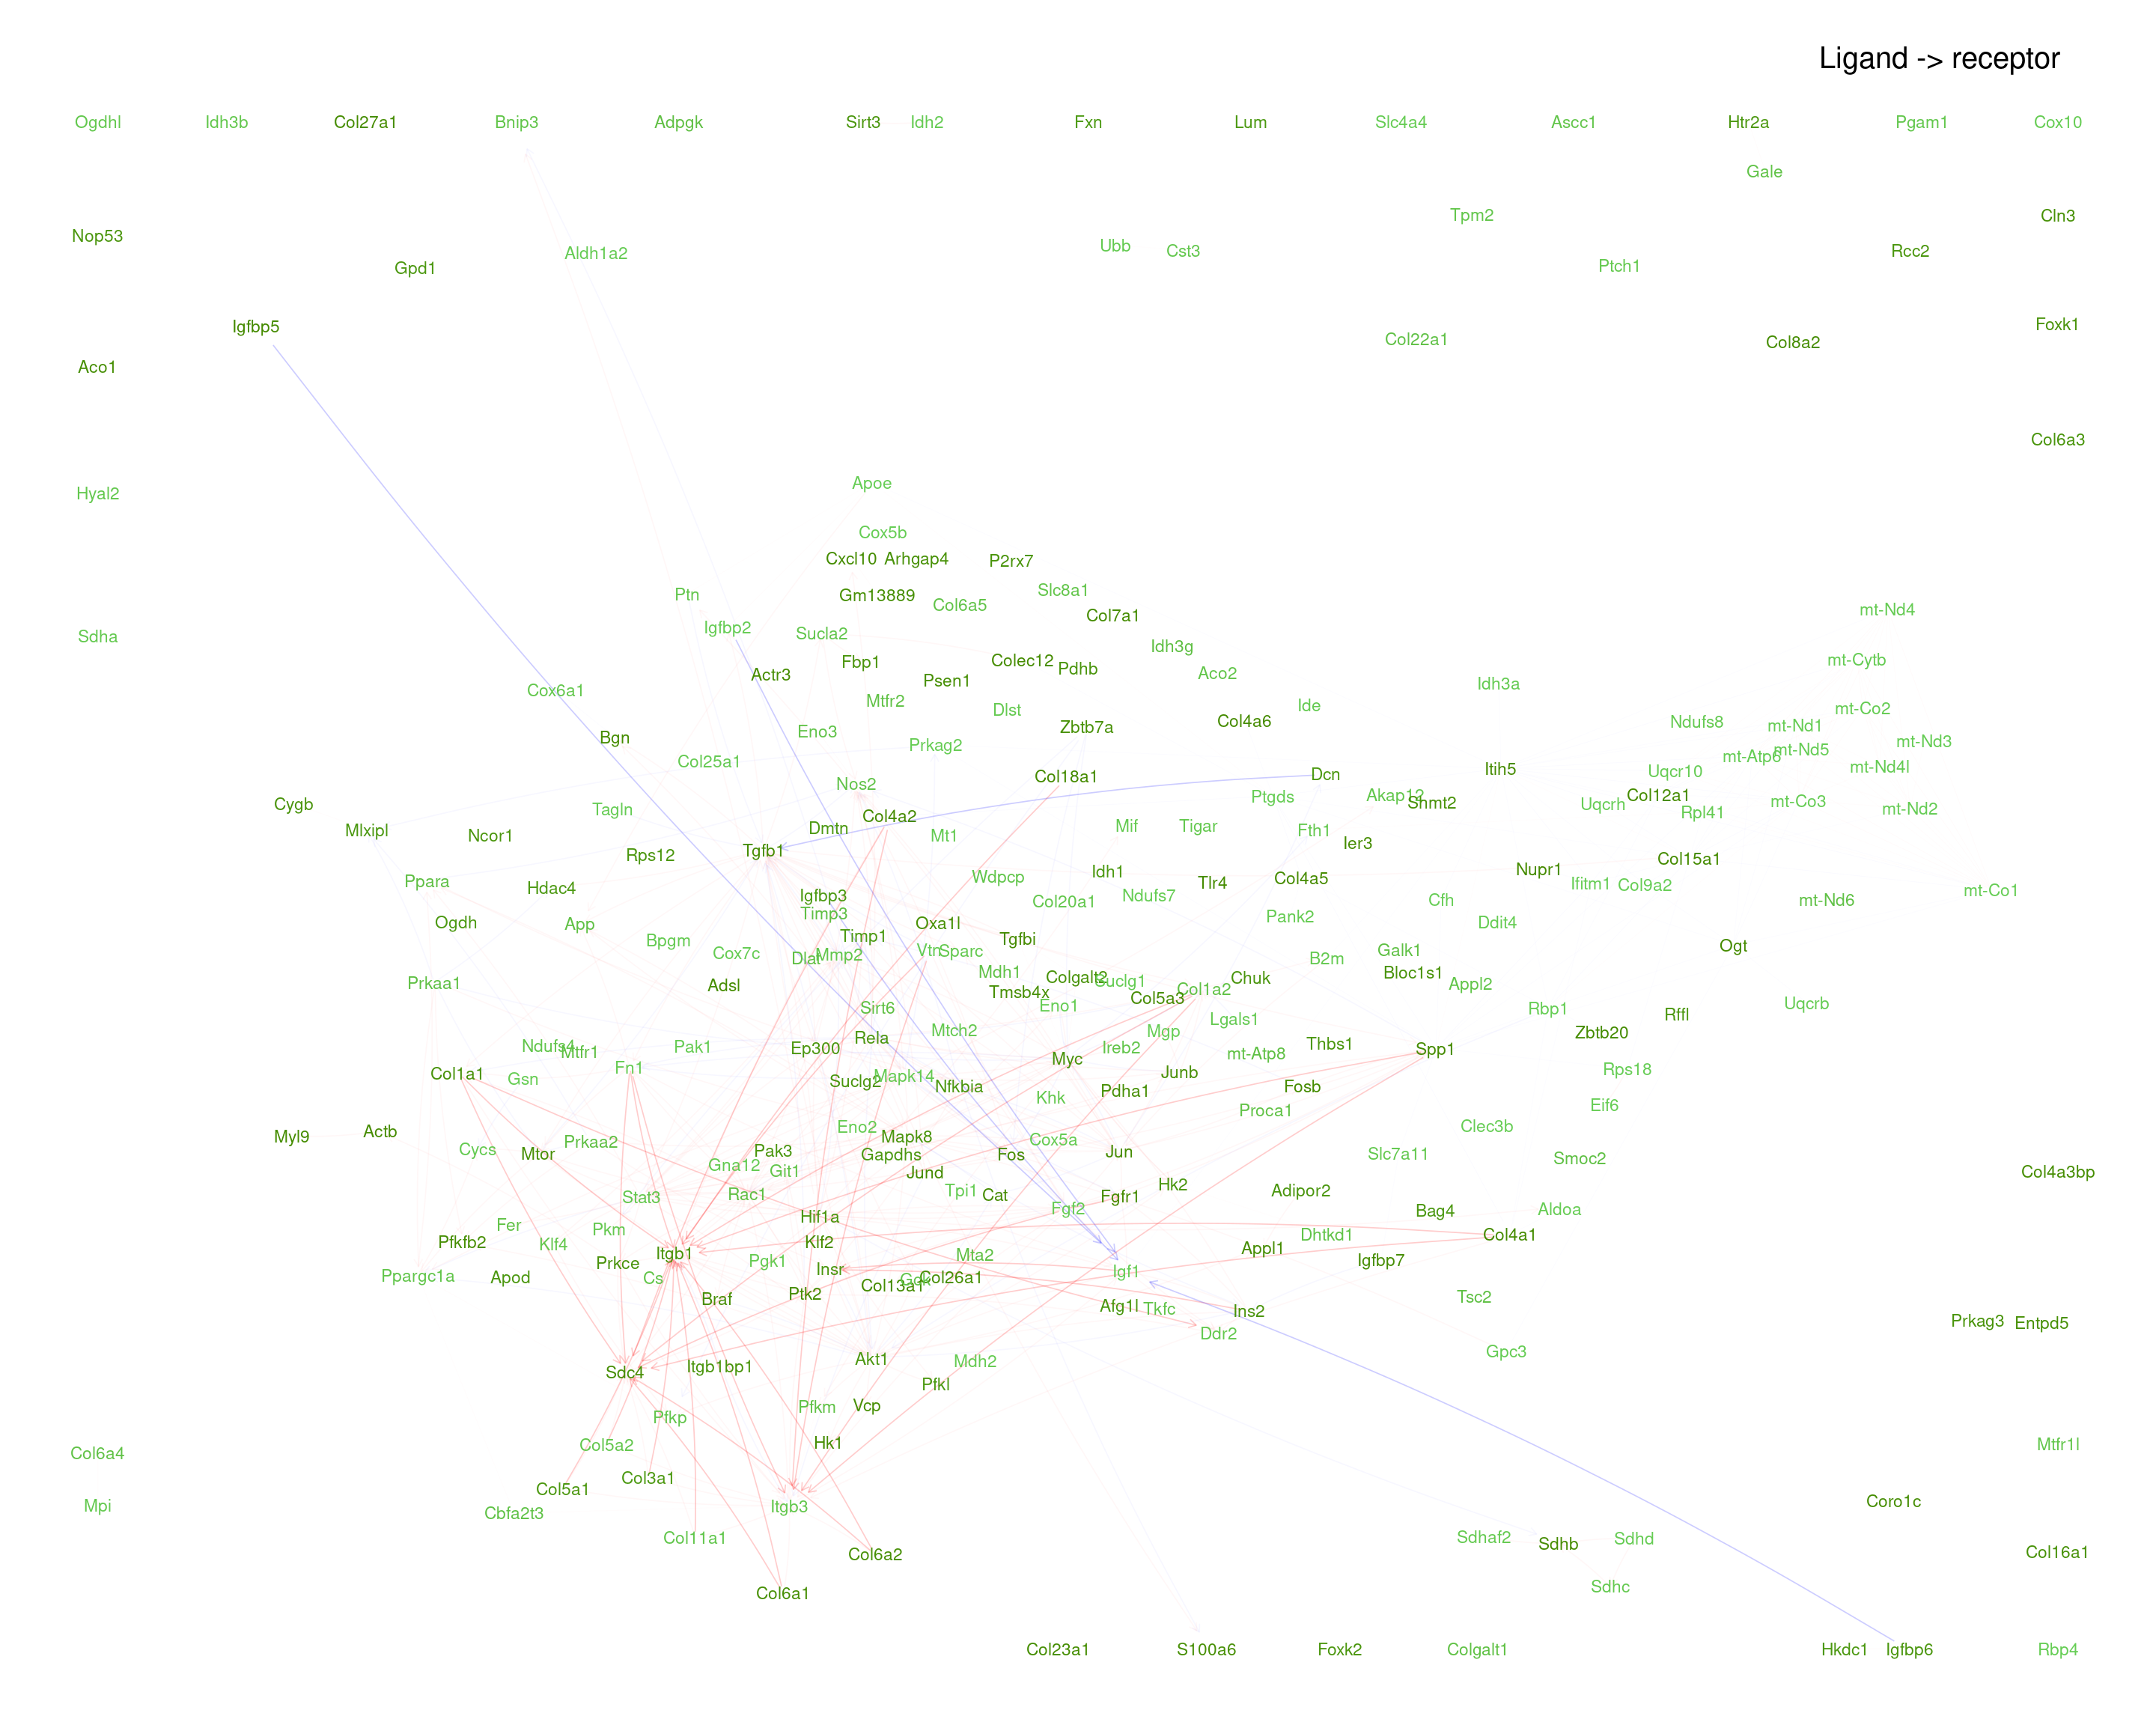 Ligand -> receptor
Ogdhl Idh3b Col27a1 Bnip3 Adpgk Sirt3 Idh2 Fxn Lum Slc4a4 Ascc1 Htr2a Pgam1 Cox10
Gale
Tpm2 Cln3
Nop53 Ubb Cst3 Rcc2
Aldh1a2
Gpd1 Ptch1
Igfbp5 Foxk1
Col22a1 Col8a2
Aco1
Col6a3
Apoe
Hyal2
Cox5b
Cxcl10 Arhgap4 P2rx7
Ptn Gm13889 Slc8a1
Col6a5 Col7a1 mt-Nd4
Igfbp2 Sucla2
Sdha Idh3g
Fbp1 Colec12 Pdhb mt-Cytb
Actr3 Psen1 Aco2
Cox6a1 Mtfr2 Idh3a
Dlst Ide mt-Co2
Col4a6 Ndufs8
Bgn Eno3 Zbtb7a mt-Nd1
Prkag2 mt-Nd3
Col25a1 mt-Atp6 mt-Nd5
Nos2 Col18a1 Dcn Itih5 Uqcr10 mt-Nd4l
Cygb Tagln Ptgds Akap12 Shmt2 Uqcrh Col12a1 mt-Co3
Col4a2 Rpl41 mt-Nd2
Mlxipl Ncor1 Dmtn Mt1 Mif Tigar Fth1
Rps12 Tgfb1 Ier3
Col15a1
Ppara Hdac4 Idh1 Tlr4 Col4a5 Nupr1
Igfbp3 Wdpcp Ndufs7 Ifitm1 Col9a2 mt-Co1
Col20a1 Cfh mt-Nd6
Ogdh App Timp3 Oxa1l Pank2 Ddit4
Bpgm Timp1 Tgfbi Ogt
Cox7c Dlat Mmp2 Vtn Sparc B2m Galk1
Prkaa1 Adsl Mdh1 Colgalt2 Suclg1 Chuk Bloc1s1 Appl2
Tmsb4x Col5a3 Col1a2
Sirt6 Eno1 Rbp1 Uqcrb
Mtch2 Mgp Lgals1 Rffl
Ndufs4 Mtfr1 Pak1 Ep300 Rela Ireb2 Thbs1 Spp1 Zbtb20
Fn1 Myc mt-Atp8
Col1a1 Gsn Suclg2 Mapk14 Nfkbia Junb Rps18
Khk Pdha1 Fosb
Proca1 Eif6
Myl9 Actb Eno2 Clec3b
Cycs Mtor Prkaa2 Pak3 Mapk8 Cox5a
Gna12 Git1 Gapdhs Fos Jun Slc7a11 Smoc2
Jund Col4a3bp
Stat3 Rac1 Tpi1 Cat Fgfr1 Hk2 Adipor2
Fer Pkm Hif1a Fgf2 Bag4 Aldoa
Pfkfb2 Klf4 Itgb1 Klf2 Mta2 Appl1 Dhtkd1 Col4a1
Ppargc1a Apod Prkce Cs Pgk1 Insr Igf1 Igfbp7
Braf Ptk2 Col13a1 Gck Col26a1
Afg1l Tkfc Ins2 Tsc2
Ddr2 Prkag3 Entpd5
Sdc4 Itgb1bp1 Akt1 Mdh2 Gpc3
Pfkl
Pfkp Pfkm Vcp
Col6a4 Col5a2 Hk1 Mtfr1l
Col5a1 Col3a1
Mpi Cbfa2t3 Itgb3 Coro1c
Col11a1 Sdhaf2 Sdhb Sdhd
Col6a2 Col16a1
Col6a1 Sdhc
Col23a1 S100a6 Foxk2 Colgalt1 Hkdc1 Igfbp6 Rbp4